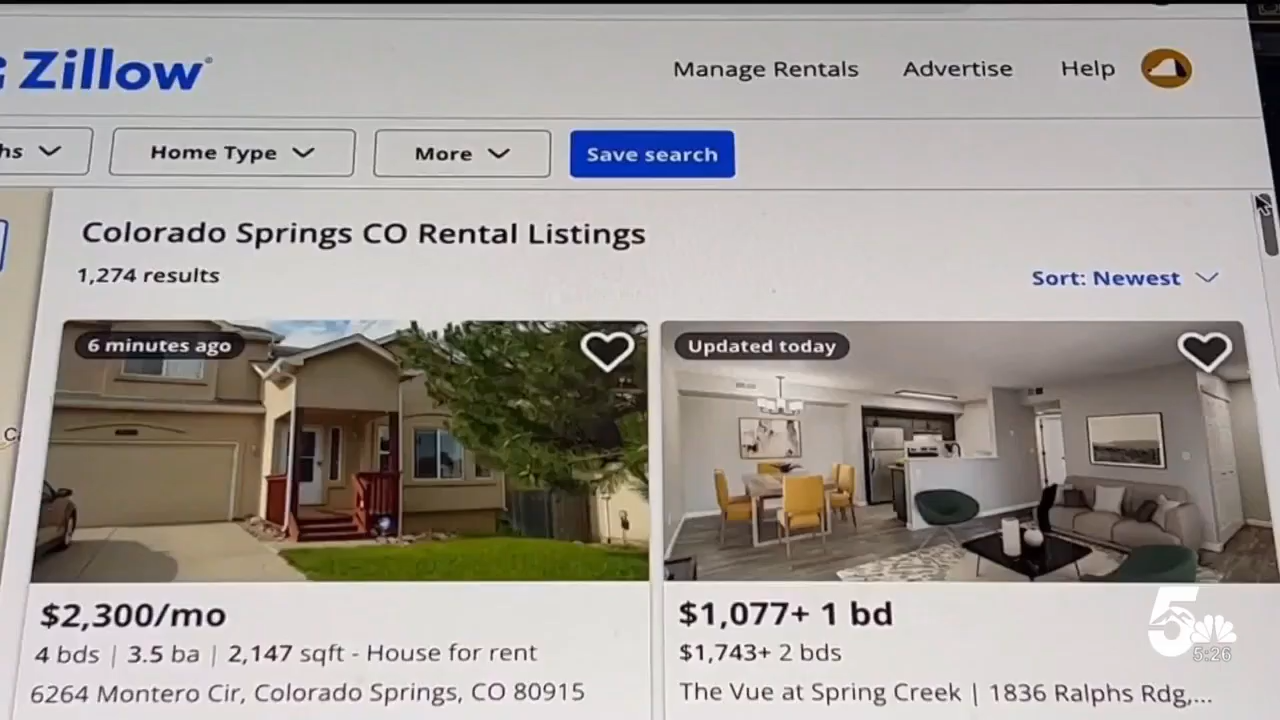 Zillow
Manage Rentals
Advertise
Help
hs
Home Type
More
Save search
Colorado Springs CO Rental Listings
1,274 results
Sort: Newest
6 minutes ago
Updated today
$2,300/mo
4 bds | 3.5 ba | 2,147 sqft - House for rent
6264 Montero Cir, Colorado Springs, CO 80915
$1,077+ 1 bd
$1,743+ 2 bds
The Vue at Spring Creek | 1836 Ralphs Rdg,...
5
5:26